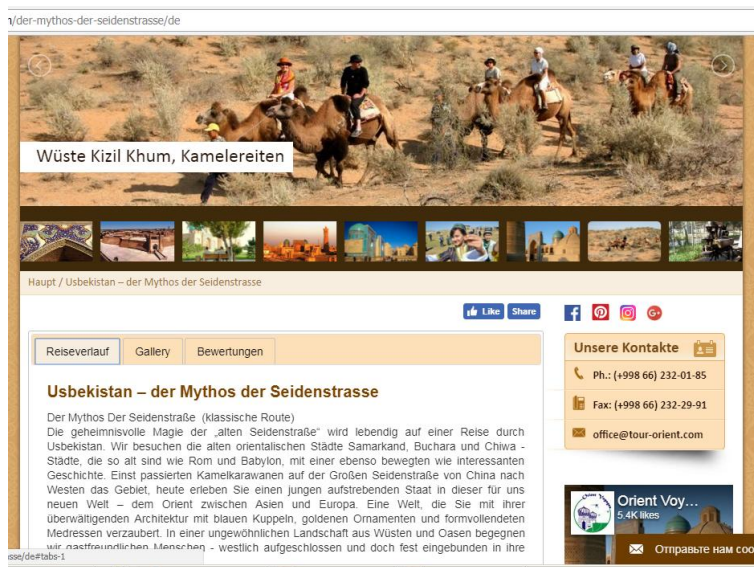 /der-mythos-der-seidenstrasse/de
Wüste Kizil Khum, Kamelereiten
Haupt / Usbekistan – der Mythos der Seidenstrasse
Like Share
Reiseverlauf Gallery Bewertungen
Usbekistan – der Mythos der Seidenstrasse
Der Mythos Der Seidenstraße (klassische Route)
Die geheimnisvolle Magie der „alten Seidenstraße“ wird lebendig auf einer Reise durch
Usbekistan. Wir besuchen die alten orientalischen Städte Samarkand, Buchara und Chiwa -
Städte, die so alt sind wie Rom und Babylon, mit einer ebenso bewegten wie interessanten
Geschichte. Einst passierten Kamelkarawanen auf der Großen Seidenstraße von China nach
Westen das Gebiet, heute erleben Sie einen jungen aufstrebenden Staat in dieser für uns
neuen Welt – dem Orient zwischen Asien und Europa. Eine Welt, die Sie mit ihrer
überwältigenden Architektur mit blauen Kuppeln, goldenen Ornamenten und formvollendeten
Medressen verzaubert. In einer ungewöhnlichen Landschaft aus Wüsten und Oasen begegnen
wir gastfreundlichen Menschen - westlich aufgeschlossen und doch fest eingebunden in ihre
sse/de#tabs-1
Unsere Kontakte
Ph.: (+998 66) 232-01-85
Fax: (+998 66) 232-29-91
office@tour-orient.com
Orient Voy...
5.4K likes
Отправьте нам соо